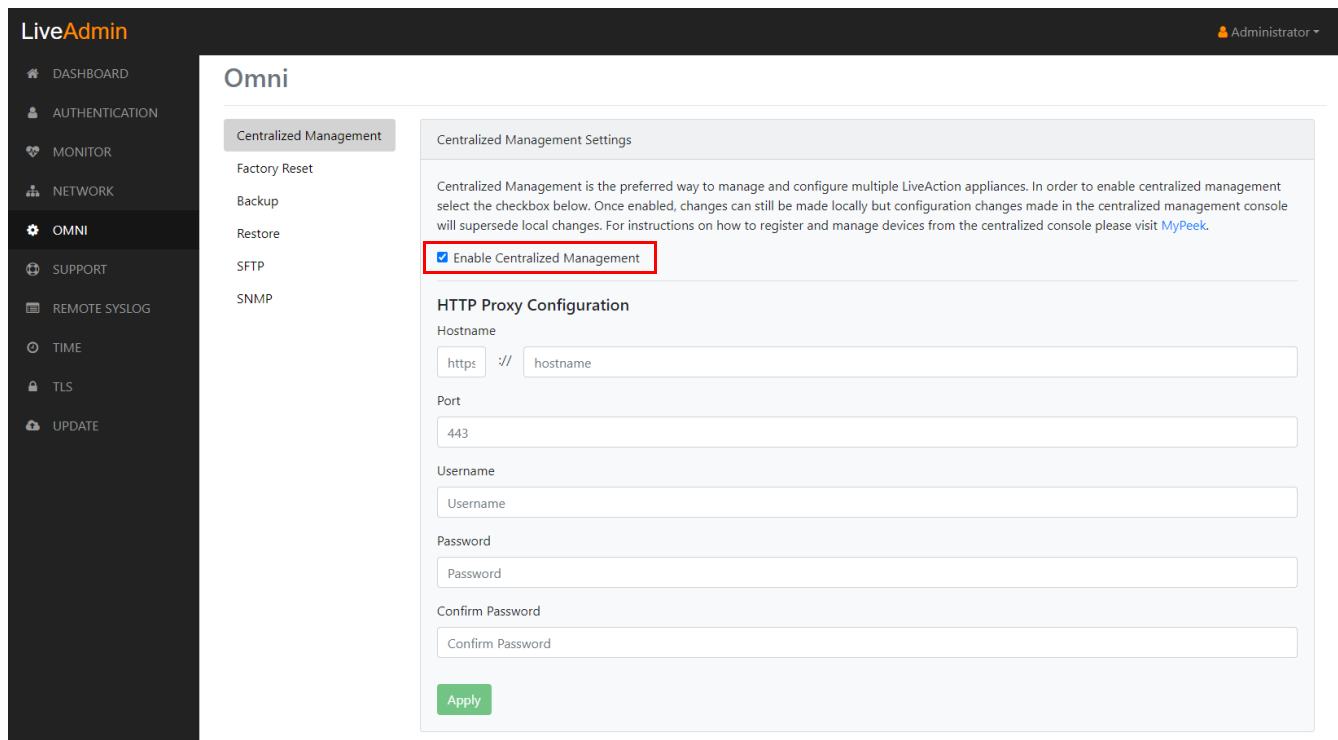 LiveAdmin
Administrator
DASHBOARD
AUTHENTICATION
MONITOR
NETWORK
OMNI
SUPPORT
REMOTE SYSLOG
TIME
TLS
UPDATE
Omni
Centralized Management
Factory Reset
Backup
Restore
SFTP
SNMP
Centralized Management Settings
Centralized Management is the preferred way to manage and configure multiple LiveAction appliances. In order to enable centralized management
select the checkbox below. Once enabled, changes can still be made locally but configuration changes made in the centralized management console
will supersede local changes. For instructions on how to register and manage devices from the centralized console please visit MyPeek.
Enable Centralized Management
HTTP Proxy Configuration
Hostname
https :// hostname
Port
443
Username
Username
Password
Password
Confirm Password
Confirm Password
Apply